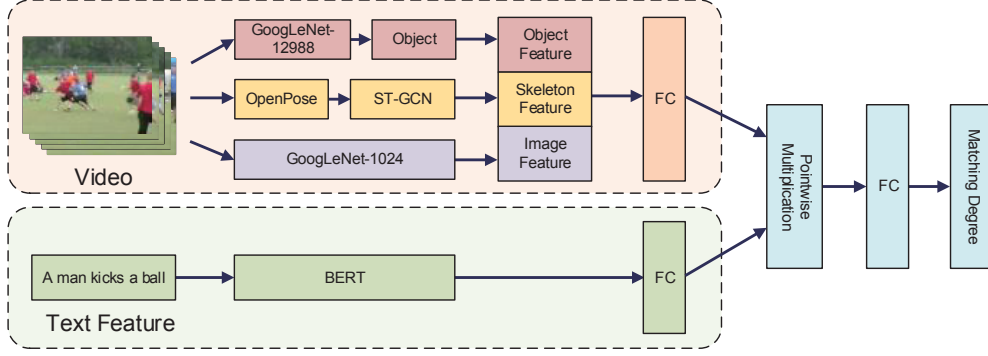 GoogLeNet-
12988
Object
Object
Feature
OpenPose
ST-GCN
Skeleton
Feature
GoogLeNet-1024
Image
Feature
FC
Video
A man kicks a ball
BERT
FC
Text Feature
Pointwise
Multiplication
FC
Matching Degree